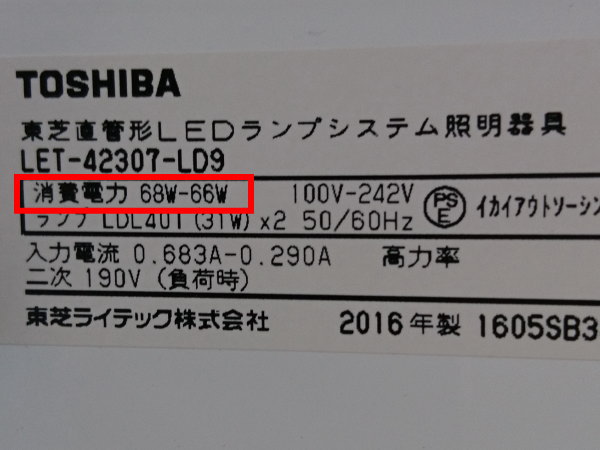 TOSHIBA
東芝直管形LEDランプシステム照明器具
LET-42307-LD9
消費電力 68W-66W 100V-242V PSE イカイアウトソーシン
ランプ LDL40T (31W) x2 50/60Hz
入力電流 0.683A-0.290A 高力率
二次 190V (負荷時)
東芝ライテック株式会社 2016年製 1605SB3